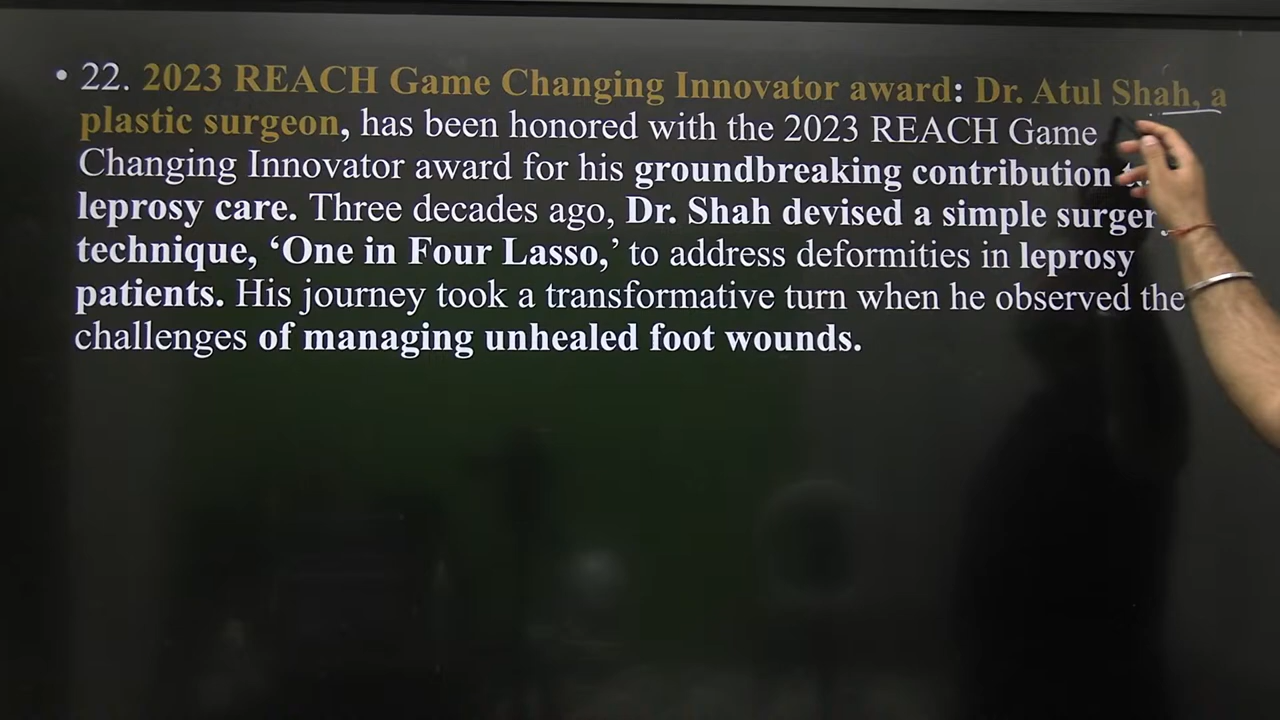 • 22. 2023 REACH Game Changing Innovator award: Dr. Atul Shah, a
plastic surgeon, has been honored with the 2023 REACH Game
Changing Innovator award for his groundbreaking contribution
leprosy care. Three decades ago, Dr. Shah devised a simple
technique, ‘One in Four Lasso,’ to address deformities in leprosy
patients. His journey took a transformative turn when he observed the
challenges of managing unhealed foot wounds.